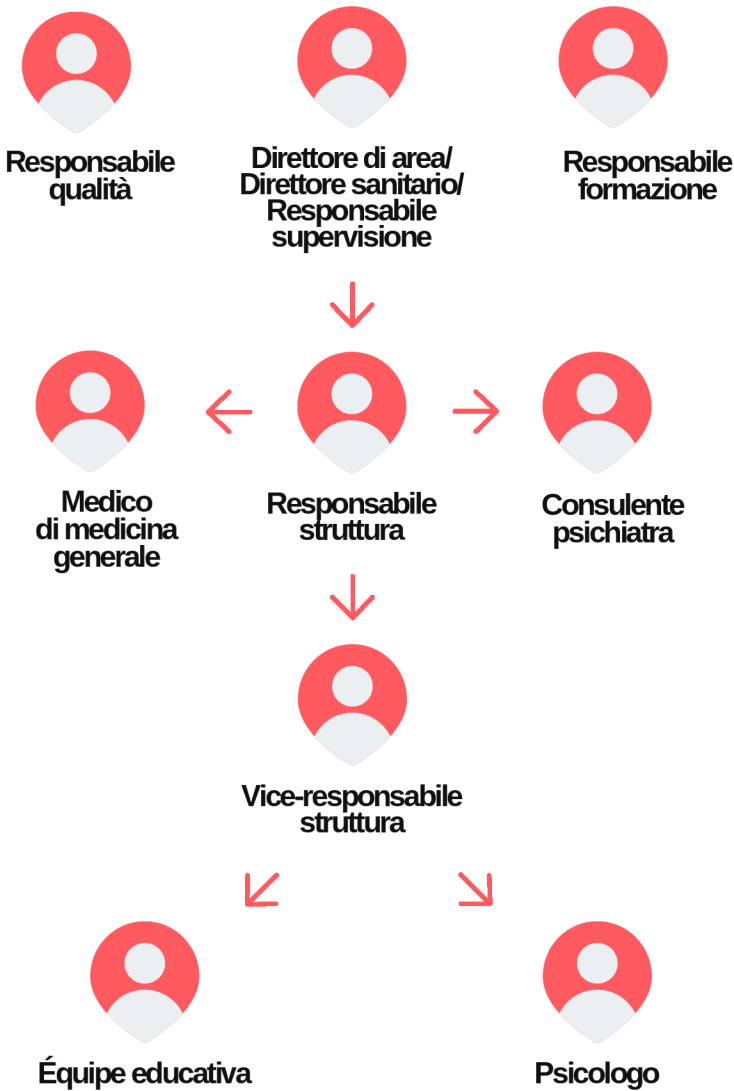 Responsabile
qualità
Direttore di area/
Direttore sanitario/
Responsabile
supervisione
Responsabile
formazione
Medico
di medicina
generale
Responsabile
struttura
Consulente
psichiatra
Vice-responsabile
struttura
Équipe educativa
Psicologo